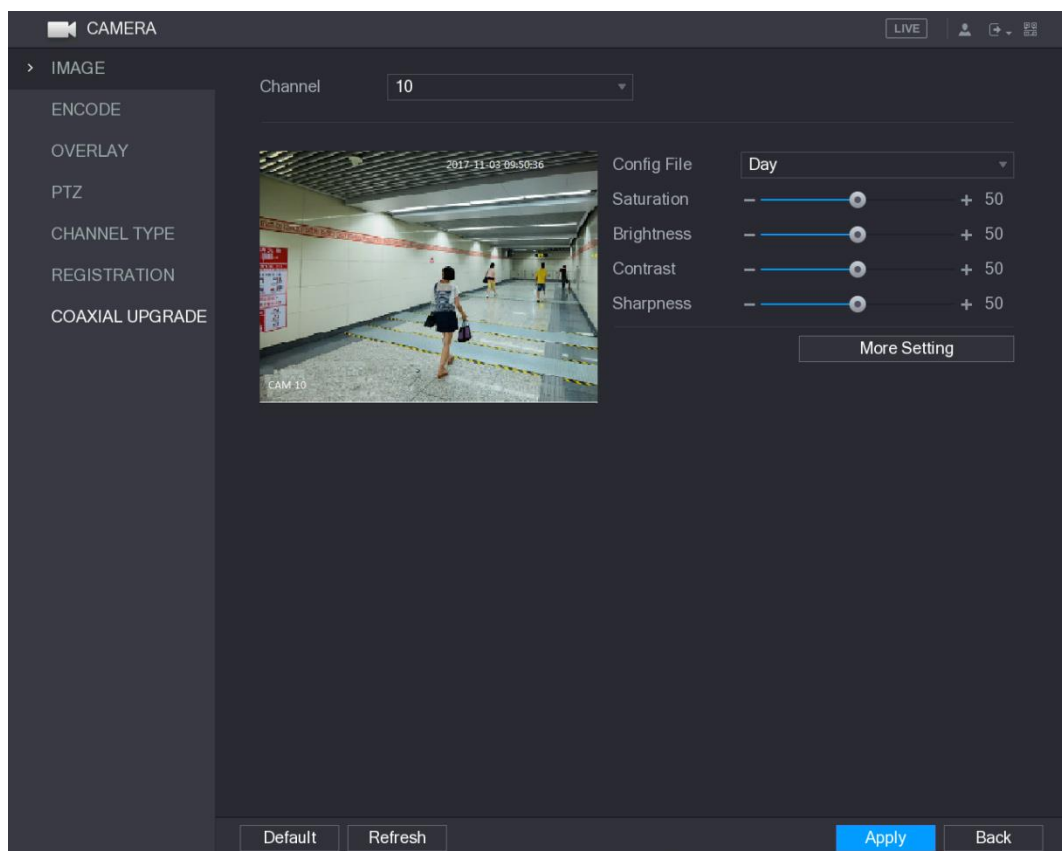 CAMERA
LIVE
IMAGE
ENCODE
OVERLAY
PTZ
CHANNEL TYPE
REGISTRATION
COAXIAL UPGRADE
Channel 10
2017-11-03 09:50:36
CAM 10
Config File Day
Saturation 50
Brightness 50
Contrast 50
Sharpness 50
More Setting
Default Refresh Apply Back